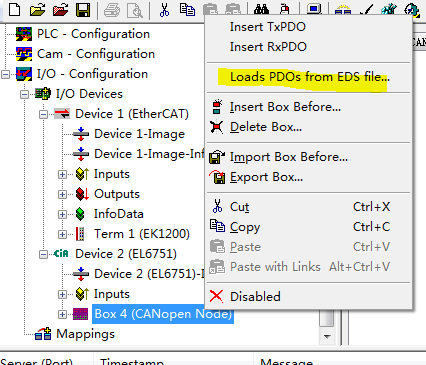 PLC - Configuration
Cam - Configuration
I/O - Configuration
I/O Devices
Device 1 (EtherCAT)
Device 1-Image
Device 1-Image-Inf
Inputs
Outputs
InfoData
Term 1 (EK1200)
Device 2 (EL6751)
Device 2 (EL6751)-I
Inputs
Box 4 (CANopen Node)
Mappings
Insert TxPDO
Insert RxPDO
Loads PDOs from EDS file...
Insert Box Before...
Delete Box...
Import Box Before...
Export Box...
Cut Ctrl+X
Copy Ctrl+C
Paste Ctrl+V
Paste with Links Alt+Ctrl+V
Disabled
CAN
Server (Port) Timestamp Message